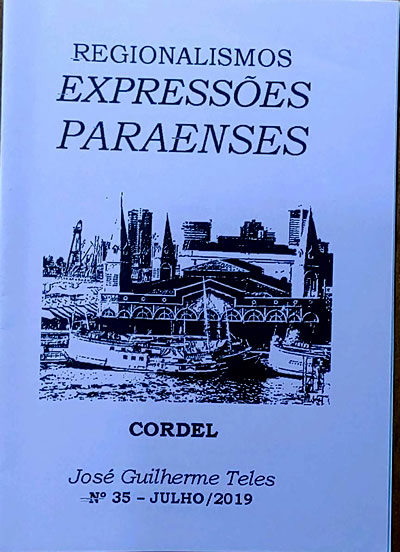 REGIONALISMOS
EXPRESSÕES
PARAENSES
CORDEL
José Guilherme Teles
Nº 35 – JULHO/2019